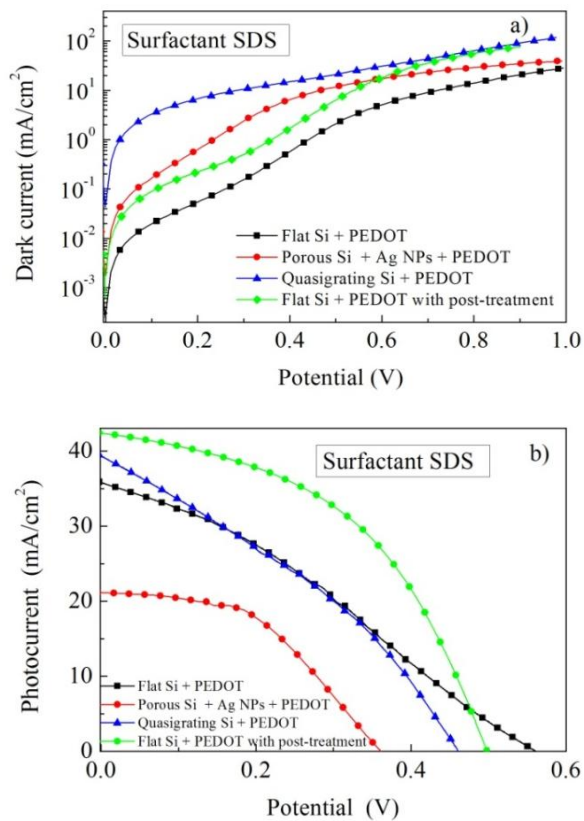 Surfactant SDS
a)
10²
10¹
10⁰
10⁻¹
10⁻²
10⁻³
Dark current (mA/cm²)
Flat Si + PEDOT
Porous Si + Ag NPs + PEDOT
Quasigrating Si + PEDOT
Flat Si + PEDOT with post-treatment
0.0 0.2 0.4 0.6 0.8 1.0
Potential (V)
Surfactant SDS
b)
40
30
20
10
0
Photocurrent (mA/cm²)
Flat Si + PEDOT
Porous Si + Ag NPs + PEDOT
Quasigrating Si + PEDOT
Flat Si + PEDOT with post-treatment
0.0 0.2 0.4 0.6
Potential (V)